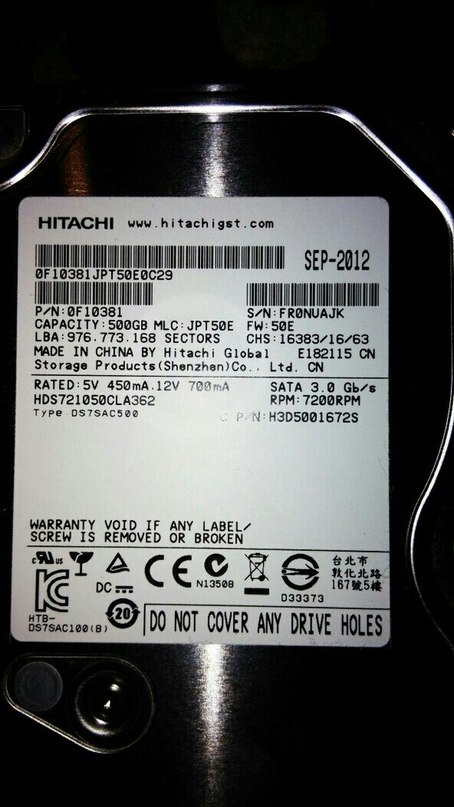 HITACHI www.hitachigst.com
0F10381JPT50E0C29 SEP-2012
P/N:0F10381 S/N:FR0NUAJK
CAPACITY:500GB MLC:JPT50E FW:50E
LBA:976.773.168 SECTORS CHS:16383/16/63
MADE IN CHINA BY Hitachi Global E182115 CN
Storage Products(Shenzhen)Co.. Ltd. CN
RATED:5V 450mA.12V 700mA SATA 3.0 Gb/s
HDS721050CLA362 RPM:7200RPM
Type DS7SAC500 C P/N:H3D5001672S
WARRANTY VOID IF ANY LABEL/
SCREW IS REMOVED OR BROKEN
c UL us
DC CE N13508 D33373
台北市
敦化北路
167號5樓
HTB-
DS7SAC100(B) 20 DO NOT COVER ANY DRIVE HOLES